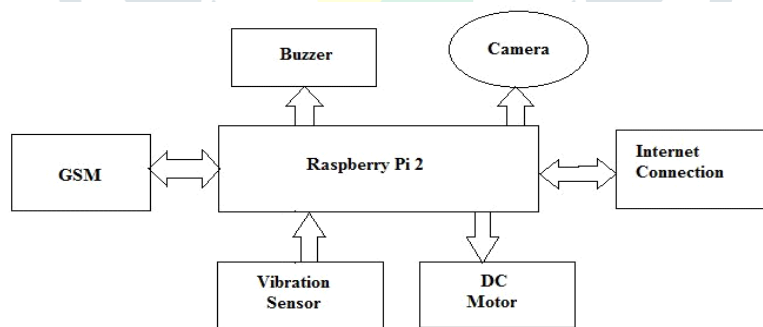 Buzzer
Camera
GSM
Raspberry Pi 2
Internet
Connection
Vibration
Sensor
DC
Motor